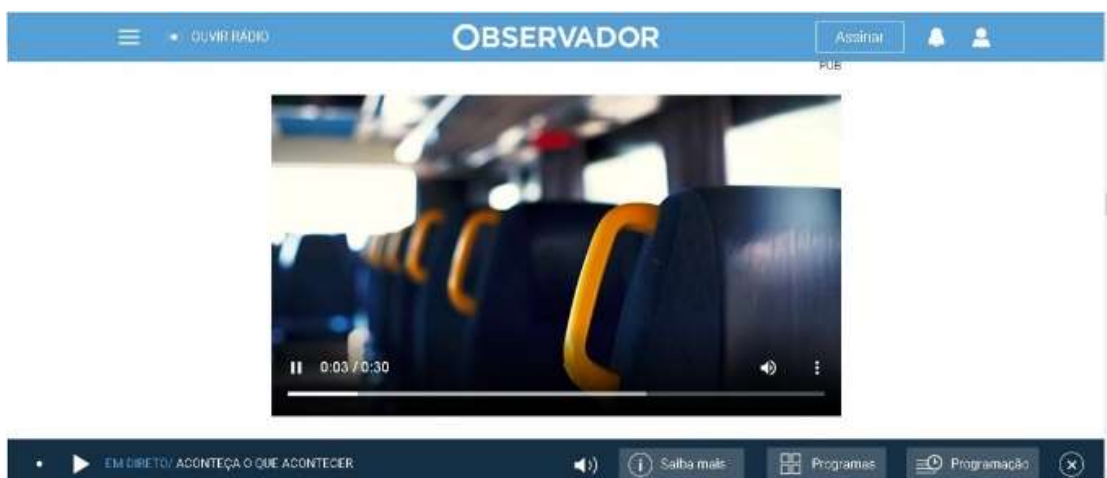 OUVIR RÁDIO
OBSERVADOR
Assinar
PUB
0:03 / 0:30
EM DIRETO/ ACONTEÇA O QUE ACONTECER
Saiba mais
Programas
Programação